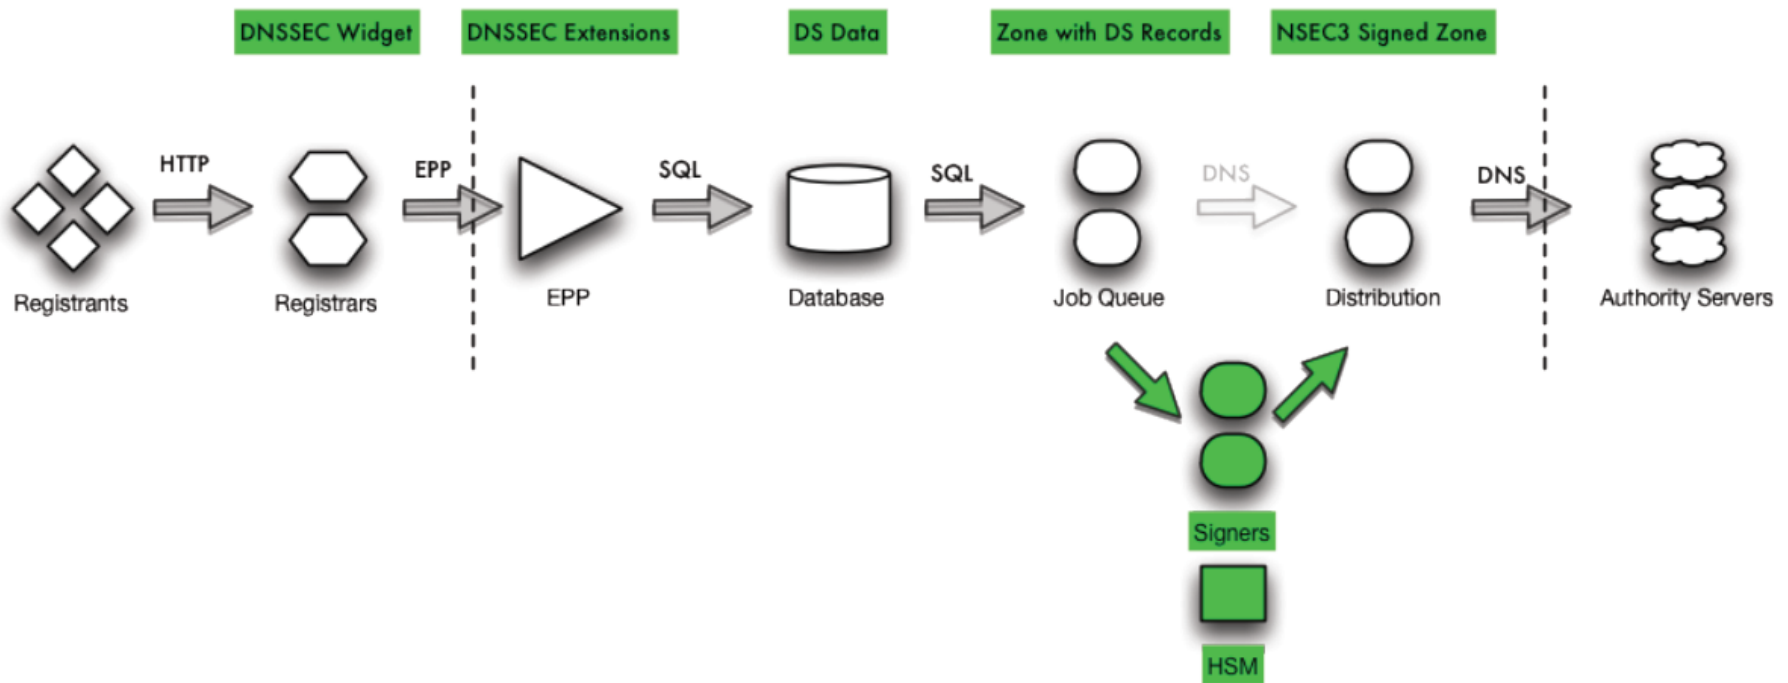 DNSSEC Widget
DNSSEC Extensions
DS Data
Zone with DS Records
NSEC3 Signed Zone
HTTP
EPP
SQL
SQL
DNS
DNS
Registrants
Registrars
EPP
Database
Job Queue
Distribution
Authority Servers
Signers
HSM